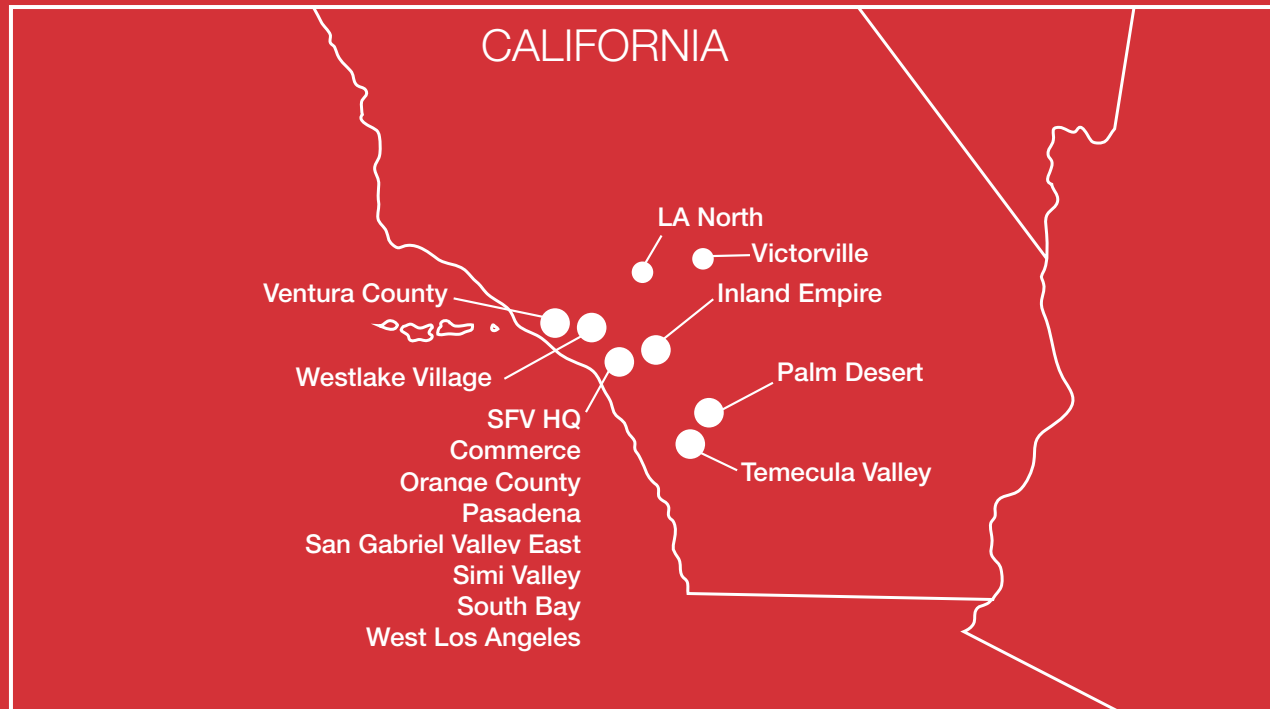 CALIFORNIA
LA North
Victorville
Ventura County
Inland Empire
Westlake Village
Palm Desert
SFV HQ
Commerce
Orange County
Pasadena
San Gabriel Valley East
Simi Valley
South Bay
West Los Angeles
Temecula Valley